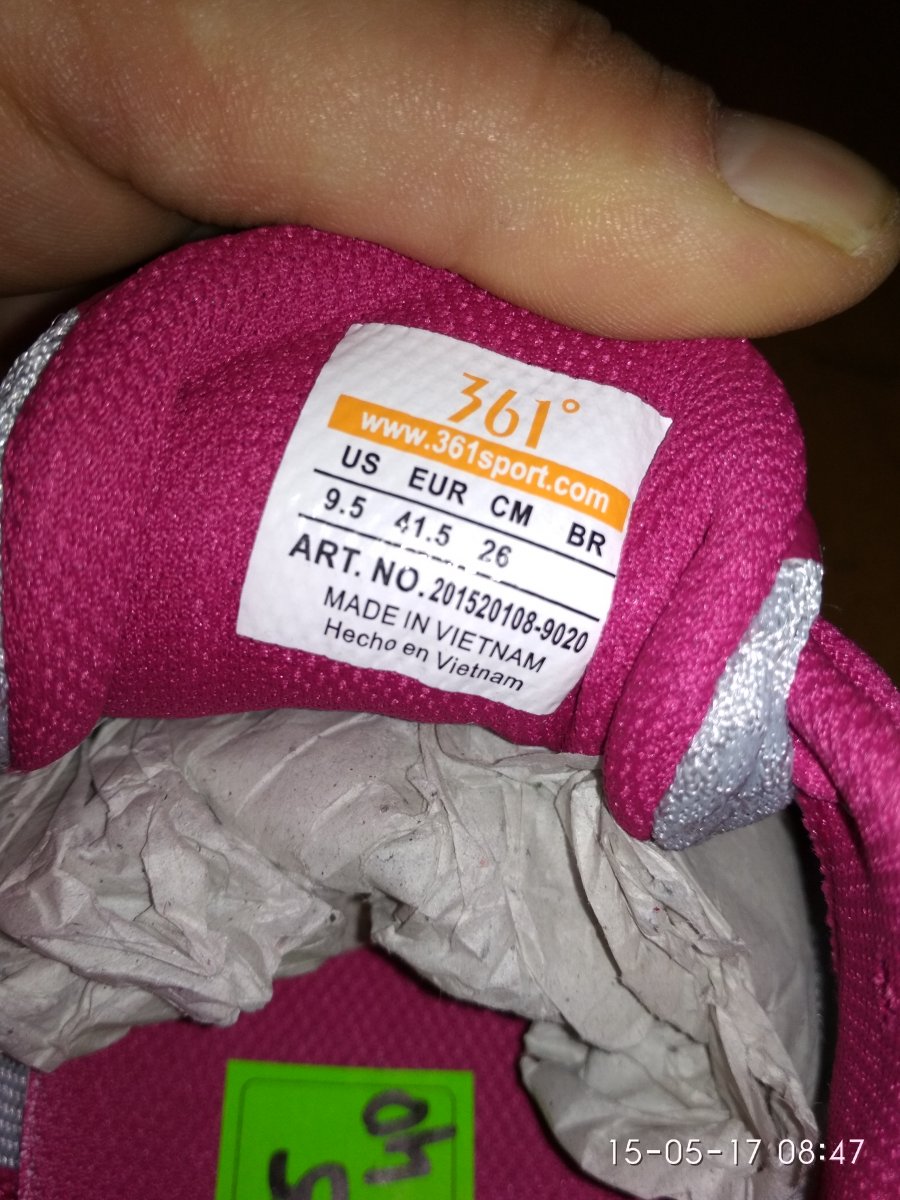 361°
www.361sport.com
US EUR CM BR
9.5 41.5 26
ART. NO. 201520108-9020
MADE IN VIETNAM
Hecho en Vietnam
15-05-17 08:47